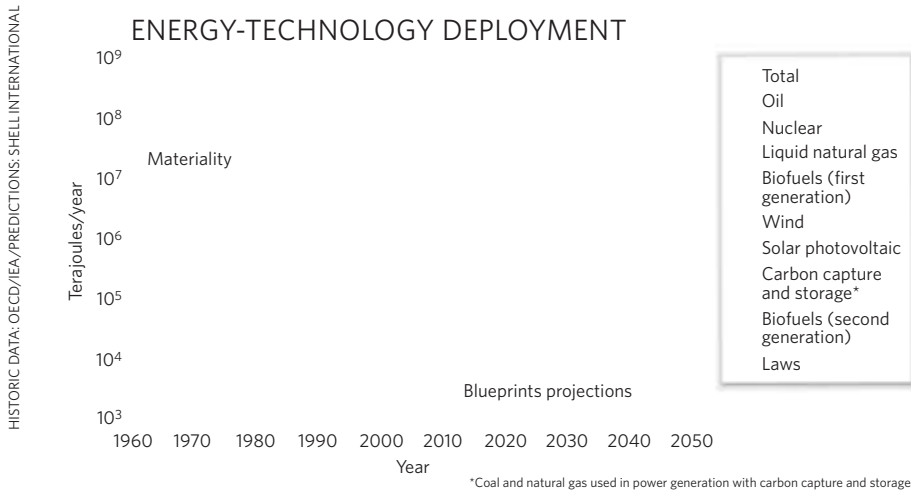 HISTORIC DATA: OECD/IEA/PREDICTIONS: SHELL INTERNATIONAL
ENERGY-TECHNOLOGY DEPLOYMENT
10⁹
10⁸
Materiality
10⁷
10⁶
10⁵
10⁴
10³
Terajoules/year
Blueprints projections
1960 1970 1980 1990 2000 2010 2020 2030 2040 2050
Year
Total
Oil
Nuclear
Liquid natural gas
Biofuels (first
generation)
Wind
Solar photovoltaic
Carbon capture
and storage*
Biofuels (second
generation)
Laws
*Coal and natural gas used in power generation with carbon capture and storage